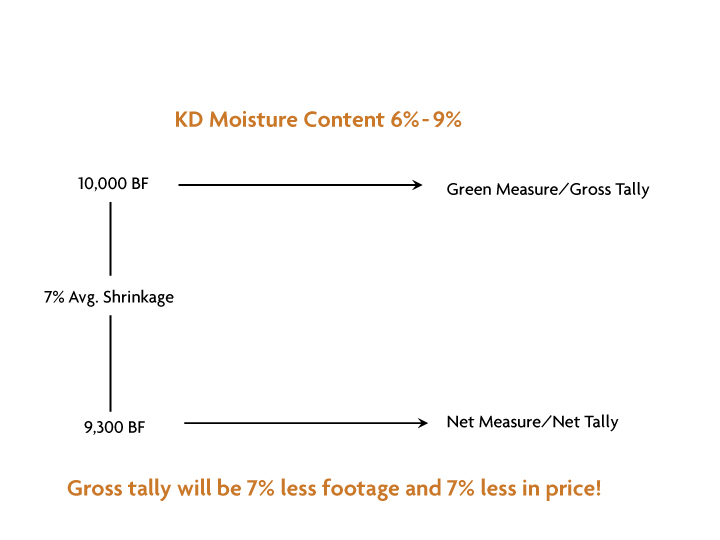 KD Moisture Content 6%-9%
10,000 BF
Green Measure/Gross Tally
7% Avg. Shrinkage
9,300 BF
Net Measure/Net Tally
Gross tally will be 7% less footage and 7% less in price!